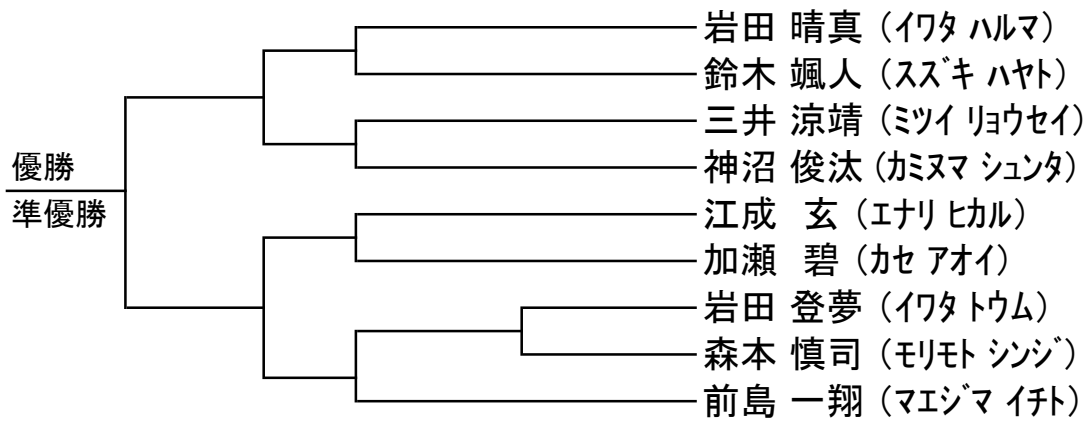 岩田 晴真 (イワタ ハルマ)
鈴木 颯人 (スズキ ハヤト)
三井 涼靖 (ミツイ リョウセイ)
優勝
神沼 俊汰 (カミヌマ シュンタ)
準優勝
江成　玄 (エナリ ヒカル)
加瀬　碧 (カセ アオイ)
岩田 登夢 (イワタ トウム)
森本 慎司 (モリモト シンジ)
前島 一翔 (マエジマ イチト)